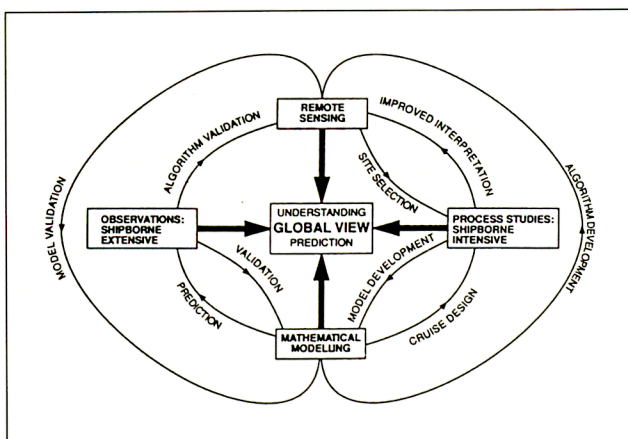 REMOTE
SENSING
ALGORITHM VALIDATION
IMPROVED INTERPRETATION
SITE SELECTION
MODEL VALIDATION
ALGORITHM DEVELOPMENT
OBSERVATIONS:
SHIPBORNE
EXTENSIVE
UNDERSTANDING
GLOBAL VIEW
PREDICTION
PROCESS STUDIES:
SHIPBORNE
INTENSIVE
VALIDATION
MODEL DEVELOPMENT
PREDICTION
CRUISE DESIGN
MATHEMATICAL
MODELLING